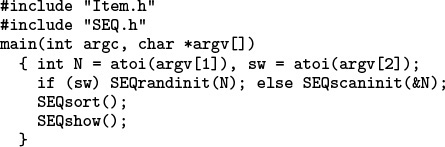 #include "Item.h"
#include "SEQ.h"
main(int argc, char *argv[])
  { int N = atoi(argv[1]), sw = atoi(argv[2]);
    if (sw) SEQrandinit(N); else SEQscaninit(&N);
    SEQsort();
    SEQshow();
  }